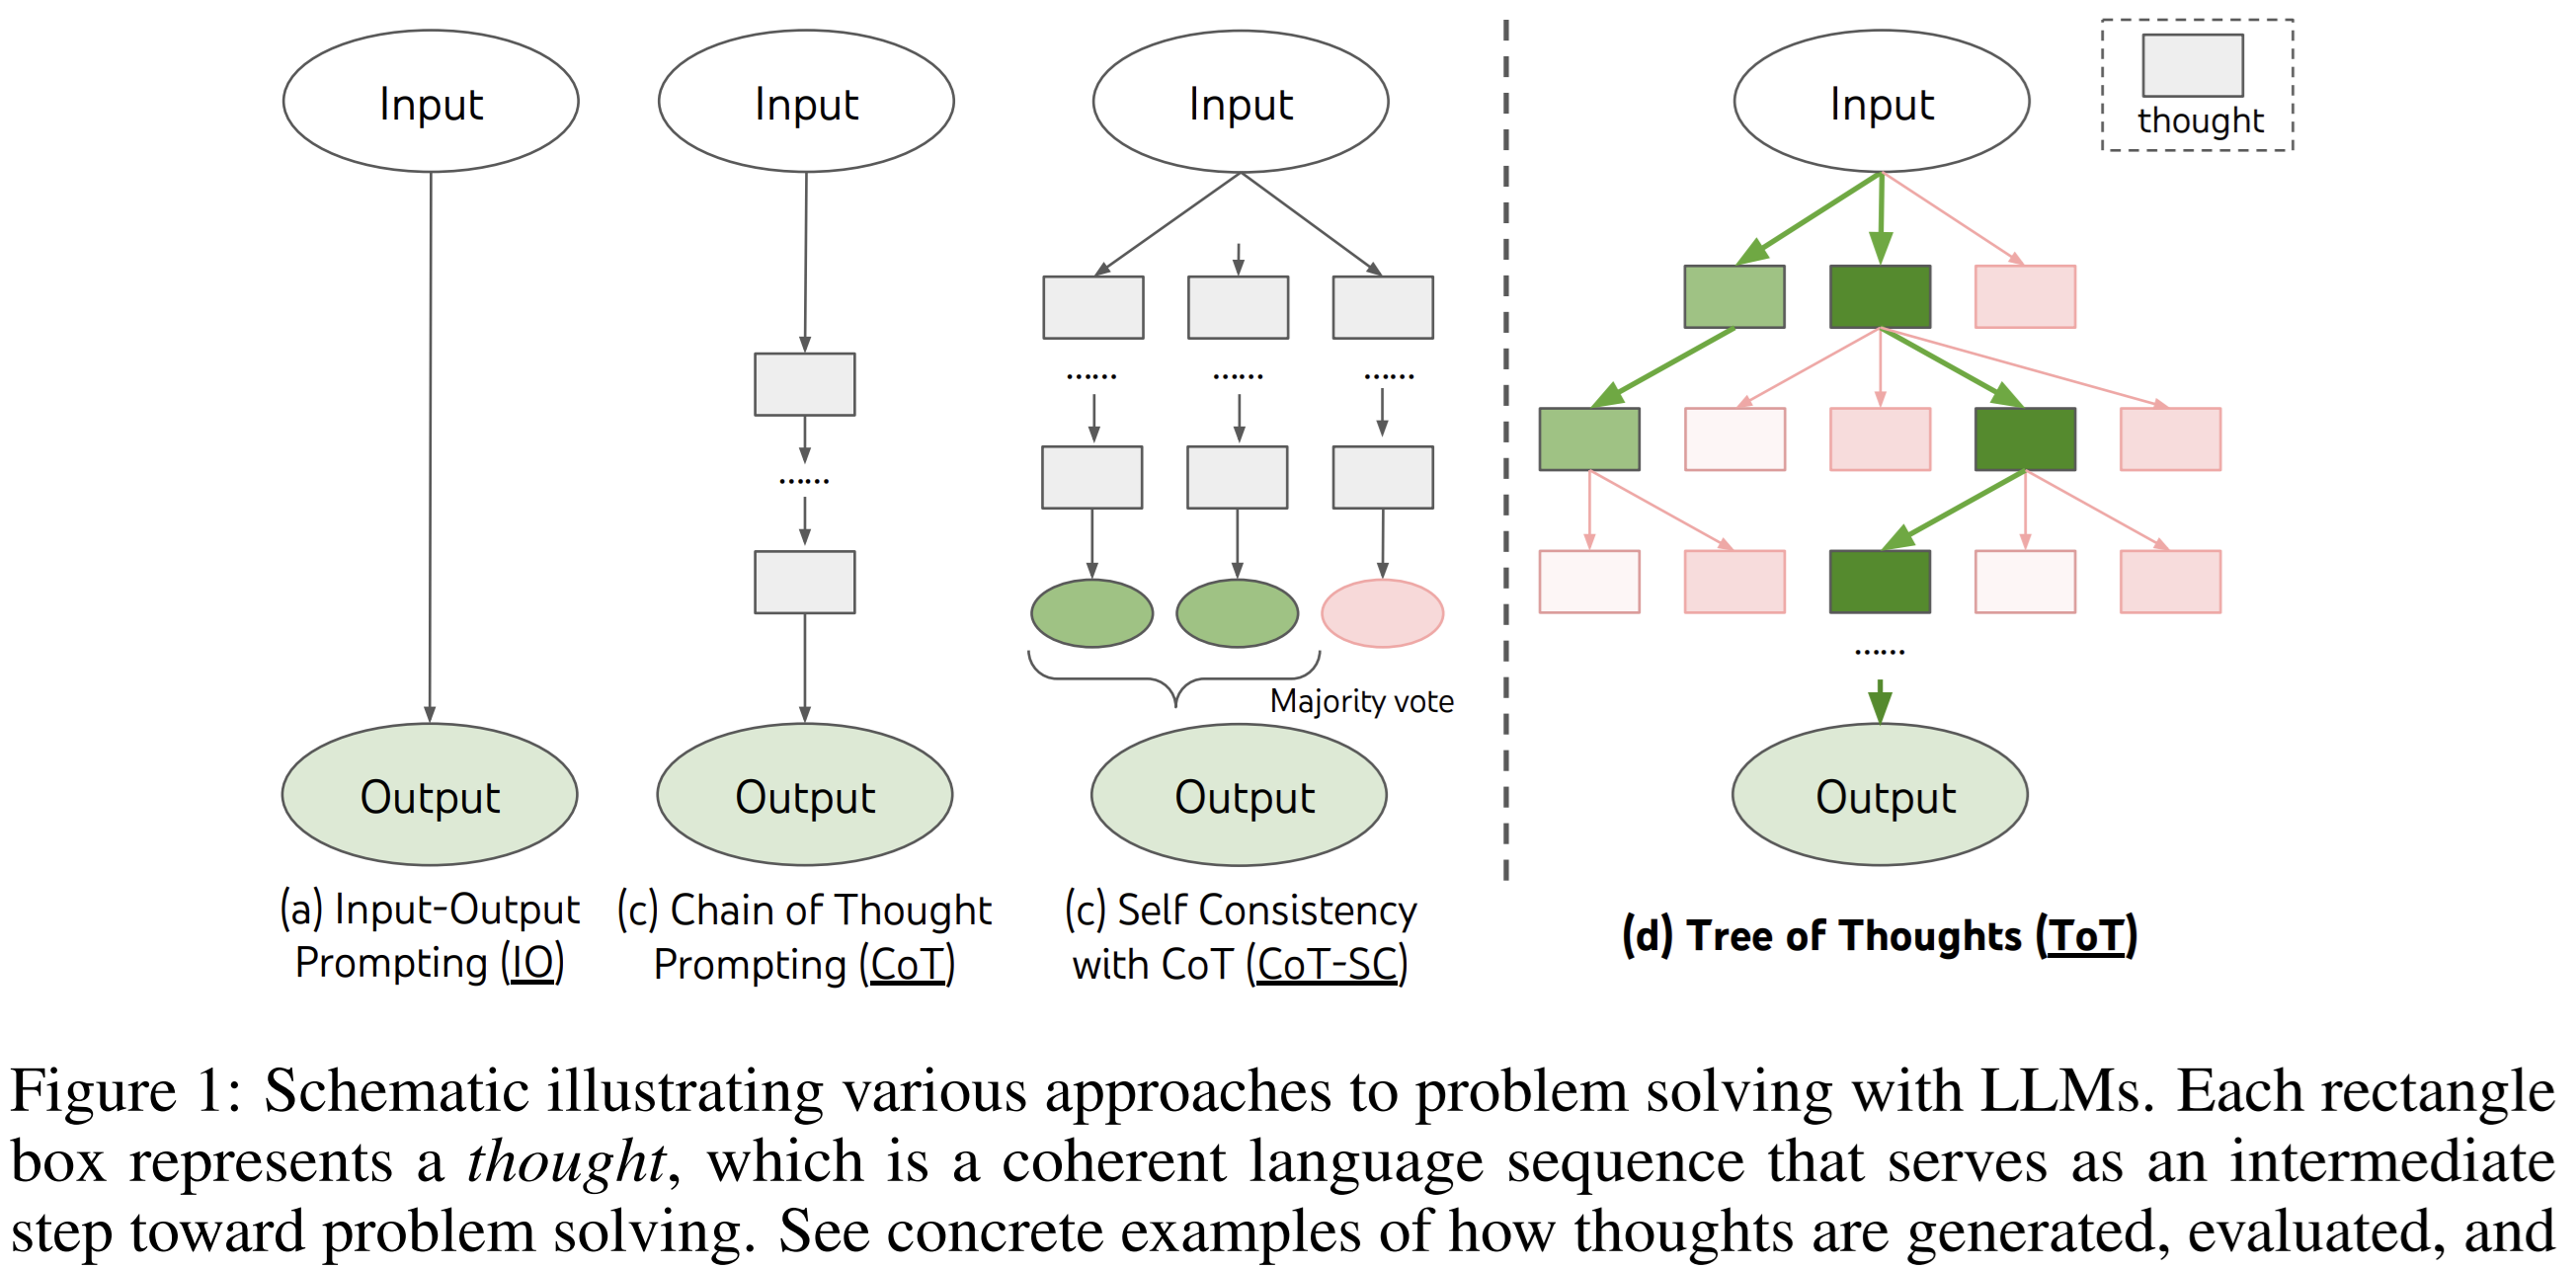 Input
Input
Input
Input
thought
......
......
......
......
......
Majority vote
Output
Output
Output
Output
(a) Input-Output
Prompting (IO)
(c) Chain of Thought
Prompting (CoT)
(c) Self Consistency
with CoT (CoT-SC)
(d) Tree of Thoughts (ToT)
Figure 1: Schematic illustrating various approaches to problem solving with LLMs. Each rectangle
box represents a thought, which is a coherent language sequence that serves as an intermediate
step toward problem solving. See concrete examples of how thoughts are generated, evaluated, and